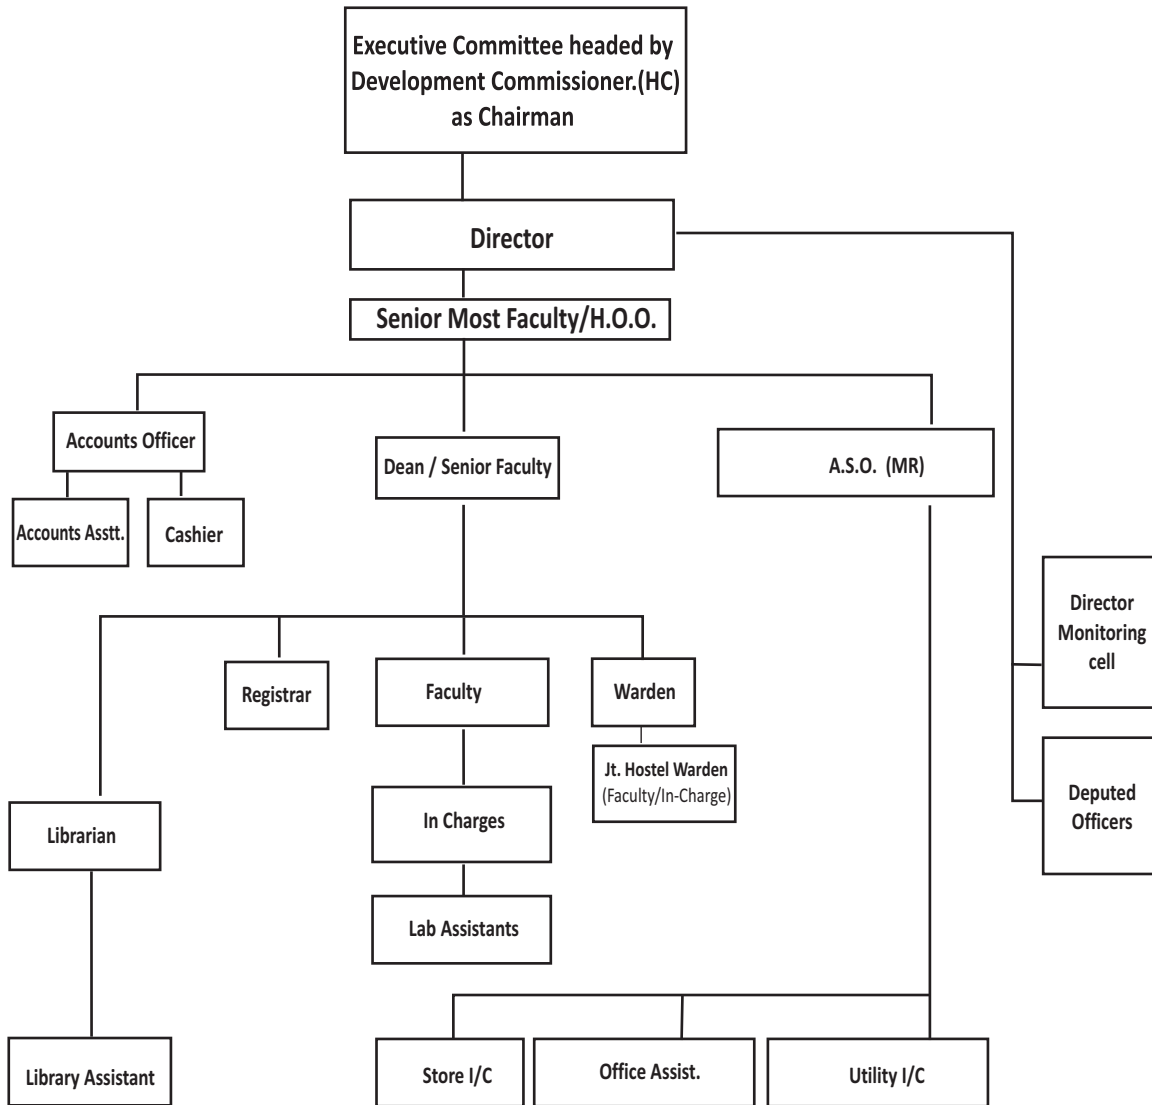 Executive Committee headed by
Development Commissioner.(HC)
as Chairman
Director
Senior Most Faculty/H.O.O.
Accounts Officer
Dean / Senior Faculty
A.S.O. (MR)
Accounts Asstt.
Cashier
Director
Monitoring
cell
Registrar
Faculty
Warden
Jt. Hostel Warden
(Faculty/In-Charge)
Deputed
Officers
Librarian
In Charges
Lab Assistants
Library Assistant
Store I/C
Office Assist.
Utility I/C